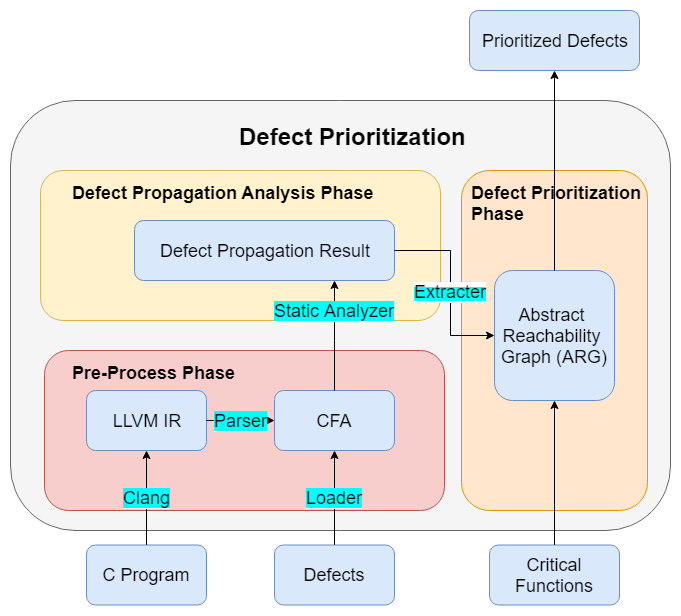 Prioritized Defects
Defect Prioritization
Defect Propagation Analysis Phase
Defect Prioritization
Phase
Defect Propagation Result
Extracter
Static Analyzer
Abstract
Reachability
Graph (ARG)
Pre-Process Phase
LLVM IR
Parser
CFA
Clang
Loader
C Program
Defects
Critical
Functions